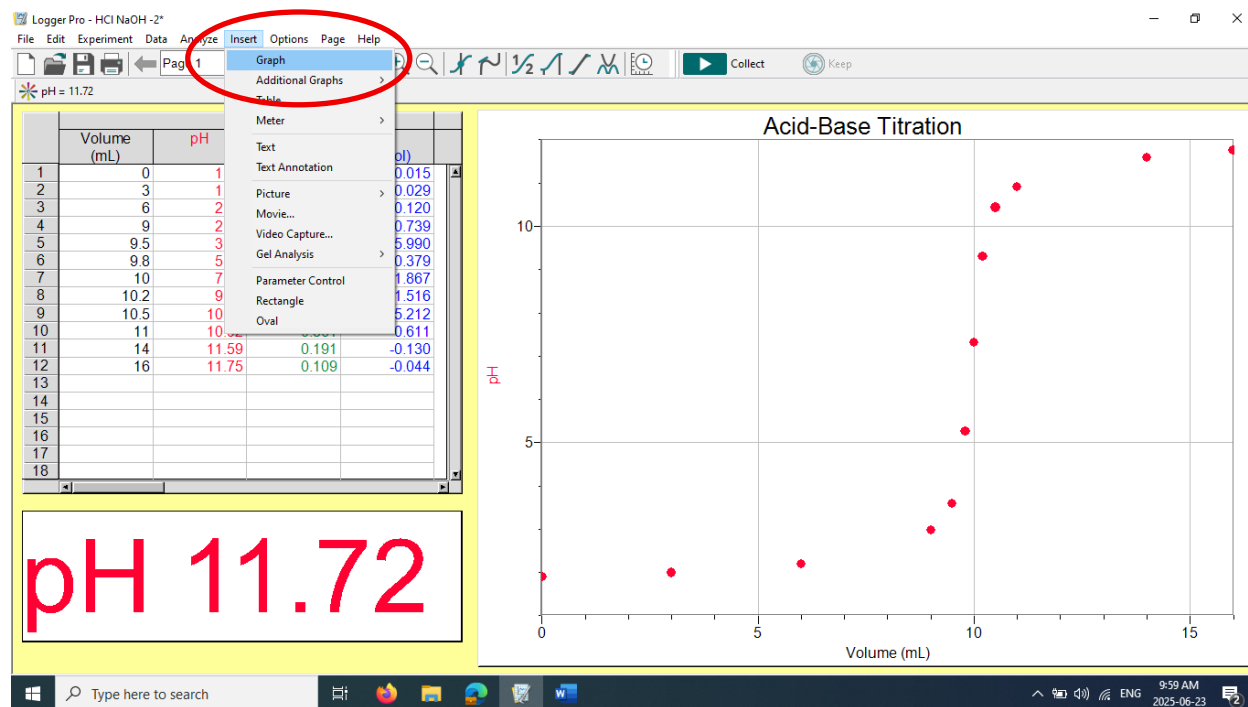 Logger Pro - HCl NaOH -2*
File Edit Experiment Data Analyze Insert Options Page Help
Page 1 Collect Keep
pH = 11.72
Graph
Additional Graphs
Table
Meter
Text
Text Annotation
Picture
Movie...
Video Capture...
Gel Analysis
Parameter Control
Rectangle
Oval
Volume pH
(mL)
1 0 1 0.015
2 3 1 0.029
3 6 2 0.120
4 9 2 0.739
5 9.5 3 5.990
6 9.8 5 0.379
7 10 7 1.867
8 10.2 9 1.516
9 10.5 10 5.212
10 11 0.611
11 14 11.59 0.191 -0.130
12 16 11.75 0.109 -0.044
13
14
15
16
17
18
pH 11.72
Acid-Base Titration
10
5
pH
0 5 10 15
Volume (mL)
Type here to search
ENG
9:59 AM
2025-06-23
2